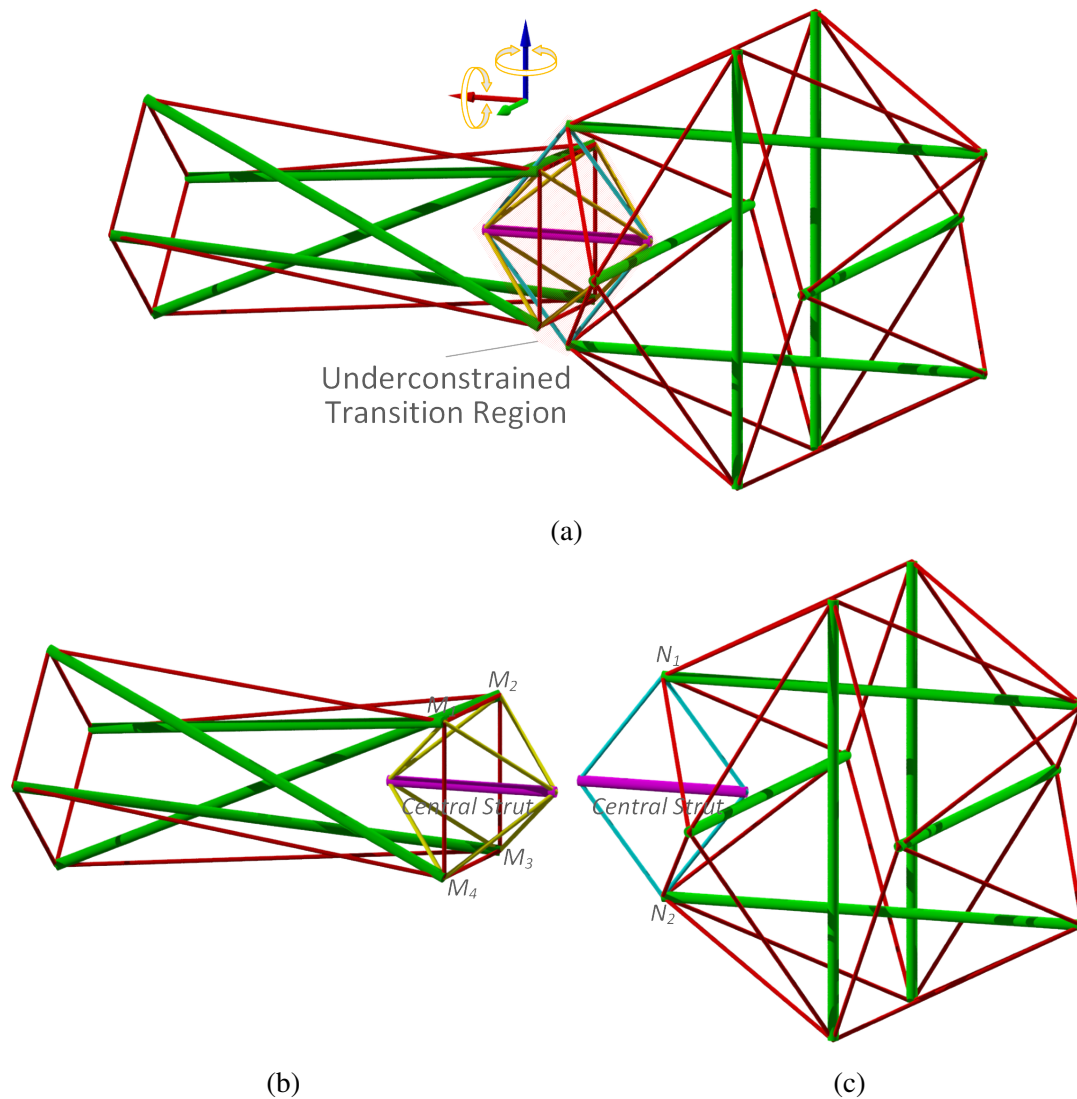 Underconstrained
Transition Region
(a)
M
M2
Central Strut
M3
M4
(b)
N1
Central Strut
N2
(c)